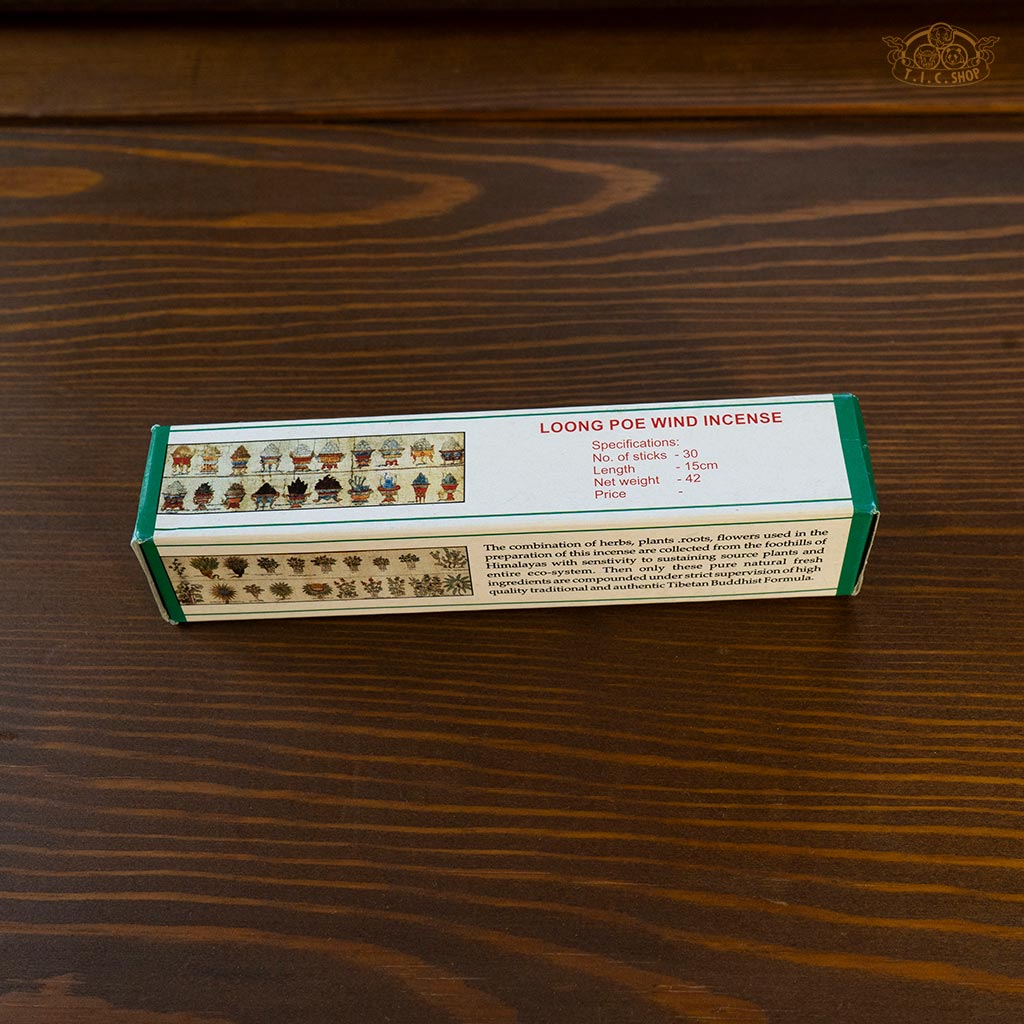 T.I.C.SHOP
LOONG POE WIND INCENSE
Specifications:
No. of sticks - 30
Length - 15cm
Net weight - 42
Price -
The combination of herbs, plants .roots, flowers used in the
preparation of this incense are collected from the foothills of
Himalayas with senstivity to sustaining source plants and
entire eco-system. Then only these pure natural fresh
ingredients are compounded under strict supervision of high
quality traditional and authentic Tibetan Buddhist Formula.